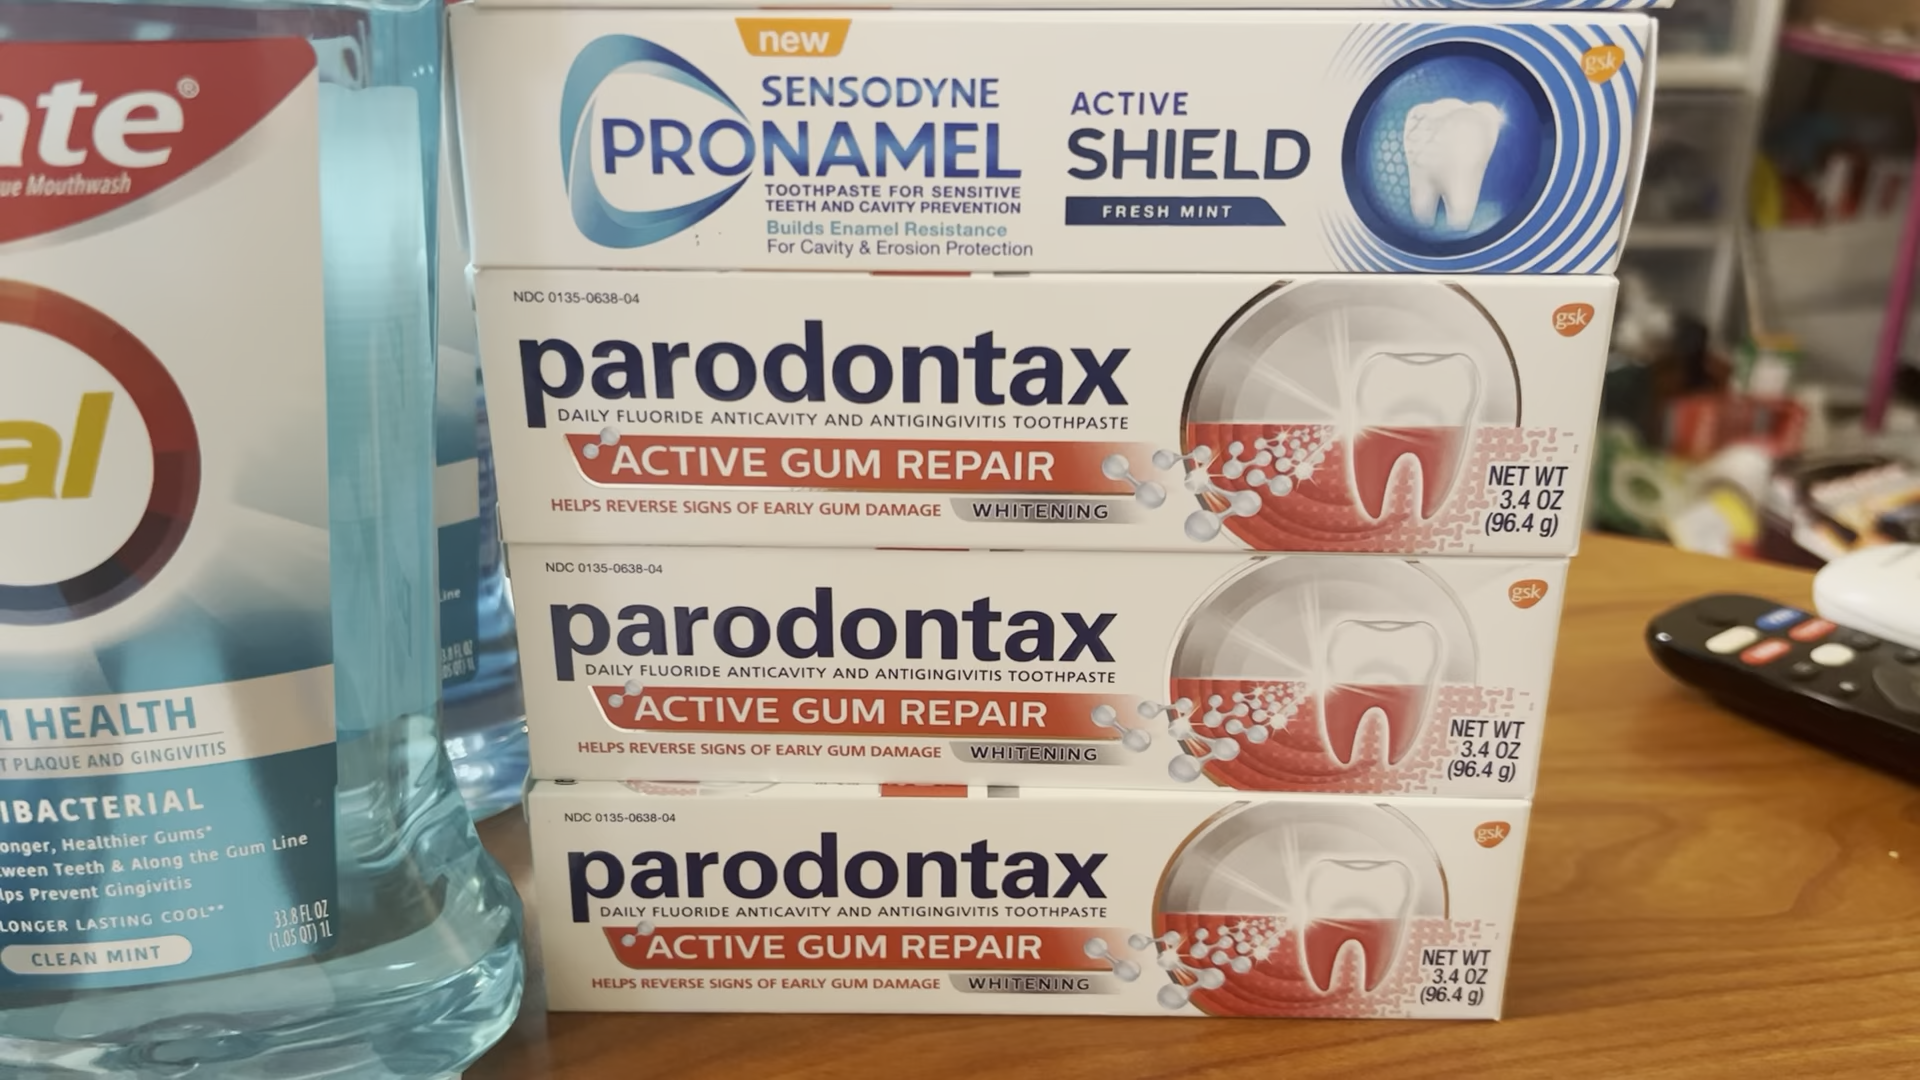 ate®
ue Mouthwash
al
HEALTH
T PLAQUE AND GINGIVITIS
IBACTERIAL
onger, Healthier Gums*
ween Teeth & Along the Gum Line
lps Prevent Gingivitis
LONGER LASTING COOL**
33.8 FL OZ
(1.05 QT) 1L
CLEAN MINT
Line
new
SENSODYNE
PRONAMEL
TOOTHPASTE FOR SENSITIVE
TEETH AND CAVITY PREVENTION
Builds Enamel Resistance
For Cavity & Erosion Protection
ACTIVE
SHIELD
FRESH MINT
gsk
NDC 0135-0638-04
parodontax
DAILY FLUORIDE ANTICAVITY AND ANTIGINGIVITIS TOOTHPASTE
ACTIVE GUM REPAIR
HELPS REVERSE SIGNS OF EARLY GUM DAMAGE WHITENING
gsk
NET WT
3.4 OZ
(96.4 g)
NDC 0135-0638-04
parodontax
DAILY FLUORIDE ANTICAVITY AND ANTIGINGIVITIS TOOTHPASTE
ACTIVE GUM REPAIR
HELPS REVERSE SIGNS OF EARLY GUM DAMAGE WHITENING
gsk
NET WT
3.4 OZ
(96.4 g)
NDC 0135-0638-04
parodontax
DAILY FLUORIDE ANTICAVITY AND ANTIGINGIVITIS TOOTHPASTE
ACTIVE GUM REPAIR
HELPS REVERSE SIGNS OF EARLY GUM DAMAGE WHITENING
gsk
NET WT
3.4 OZ
(96.4 g)